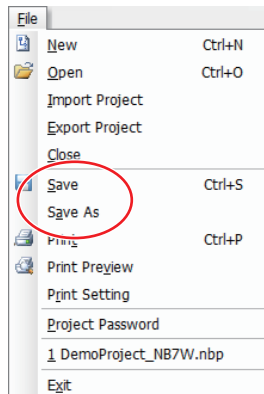 File
New Ctrl+N
Open Ctrl+O
Import Project
Export Project
Close
Save Ctrl+S
Save As
Print Ctrl+P
Print Preview
Print Setting
Project Password
1 DemoProject_NB7W.nbp
Exit